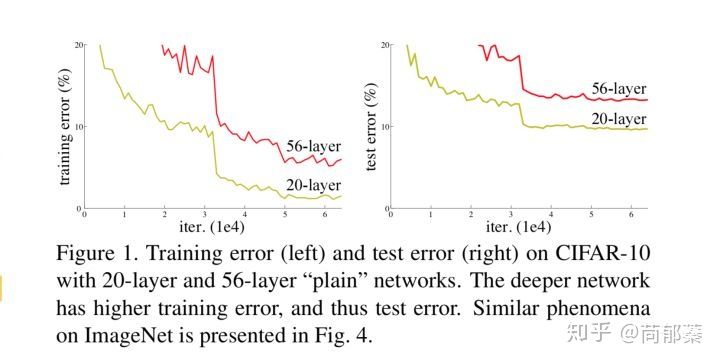 20
10
0
training error (%)
0 1 2 3 4 5 6
iter. (1e4)
56-layer
20-layer
20
10
0
test error (%)
0 1 2 3 4 5 6
iter. (1e4)
56-layer
20-layer
Figure 1. Training error (left) and test error (right) on CIFAR-10
with 20-layer and 56-layer “plain” networks. The deeper network
has higher training error, and thus test error. Similar phenomena
on ImageNet is presented in Fig. 4.
知乎 @茼郁蓁